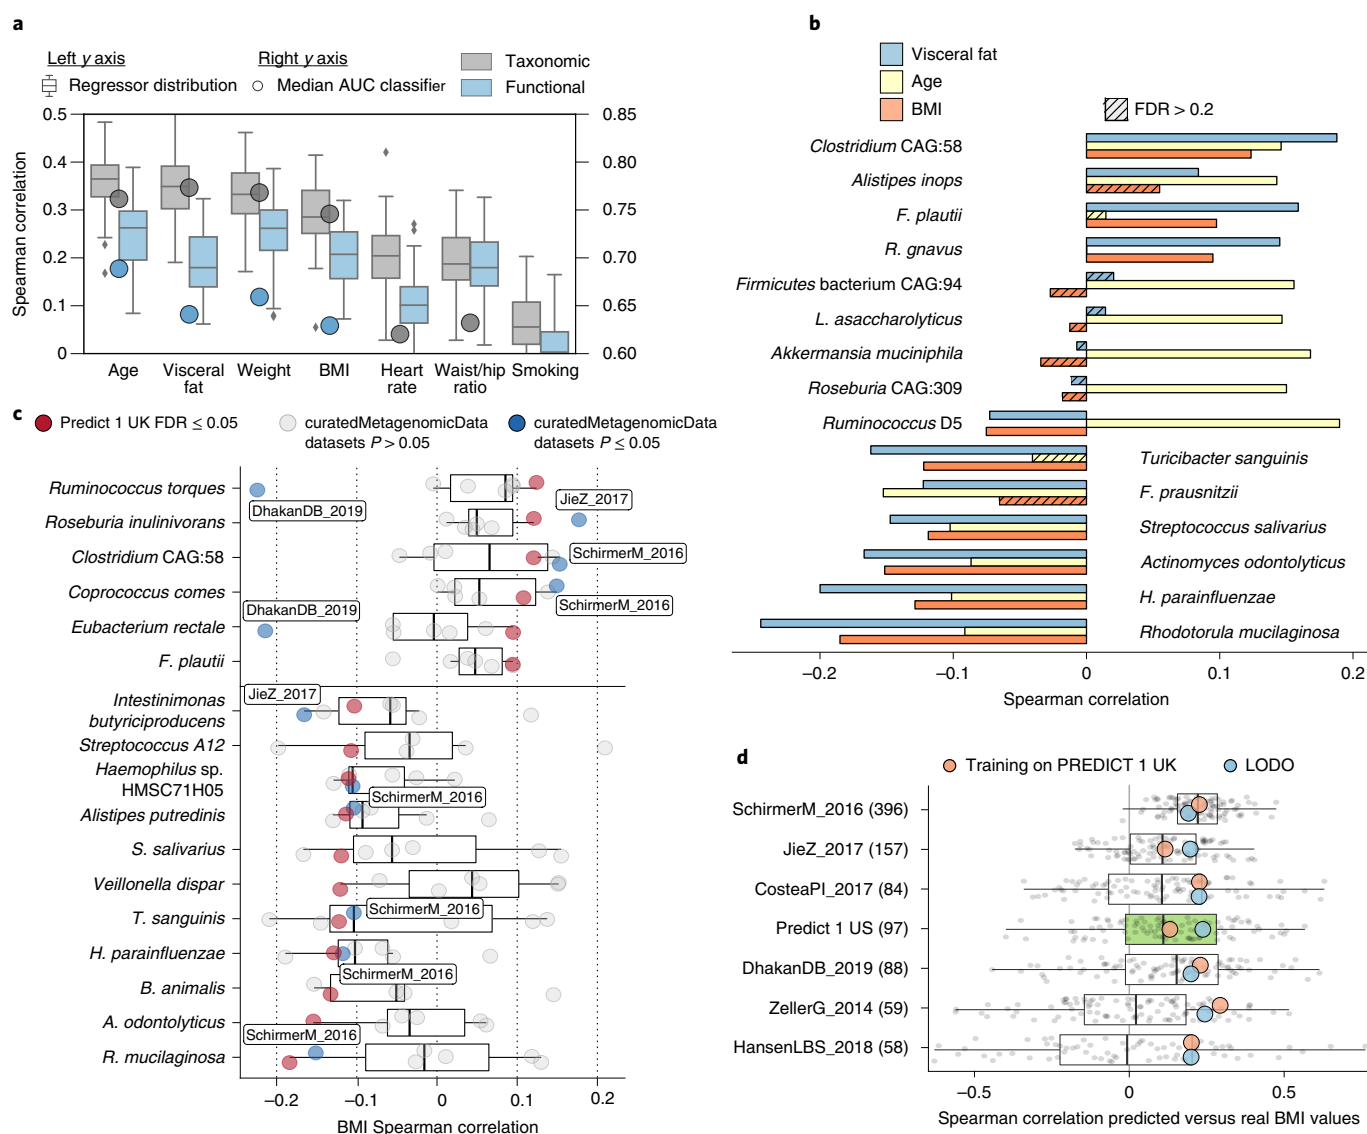 a
Left y axis
Right y axis
Regressor distribution
Median AUC classifier
Taxonomic
Functional
Spearman correlation
0.5
0.4
0.3
0.2
0.1
0
0.85
0.80
0.75
0.70
0.65
0.60
Age
Visceral
fat
Weight
BMI
Heart
rate
Waist/hip
ratio
Smoking
b
Visceral fat
Age
BMI
FDR > 0.2
Clostridium CAG:58
Alistipes inops
F. plautii
R. gnavus
Firmicutes bacterium CAG:94
L. asaccharolyticus
Akkermansia muciniphila
Roseburia CAG:309
Ruminococcus D5
Turicibacter sanguinis
F. prausnitzii
Streptococcus salivarius
Actinomyces odontolyticus
H. parainfluenzae
Rhodotorula mucilaginosa
−0.2
−0.1
0
0.1
0.2
Spearman correlation
c
Predict 1 UK FDR ≤ 0.05
curatedMetagenomicData
datasets P > 0.05
curatedMetagenomicData
datasets P ≤ 0.05
Ruminococcus torques
DhakanDB_2019
JieZ_2017
Roseburia inulinivorans
Clostridium CAG:58
SchirmerM_2016
Coprococcus comes
SchirmerM_2016
DhakanDB_2019
Eubacterium rectale
F. plautii
JieZ_2017
Intestinimonas
butyriciproducens
Streptococcus A12
Haemophilus sp.
HMSC71H05
SchirmerM_2016
Alistipes putredinis
S. salivarius
Veillonella dispar
SchirmerM_2016
T. sanguinis
H. parainfluenzae
SchirmerM_2016
B. animalis
A. odontolyticus
SchirmerM_2016
R. mucilaginosa
−0.2
−0.1
0
0.1
0.2
BMI Spearman correlation
d
Training on PREDICT 1 UK
LODO
SchirmerM_2016 (396)
JieZ_2017 (157)
CosteaPI_2017 (84)
Predict 1 US (97)
DhakanDB_2019 (88)
ZellerG_2014 (59)
HansenLBS_2018 (58)
−0.5
0
0.5
Spearman correlation predicted versus real BMI values